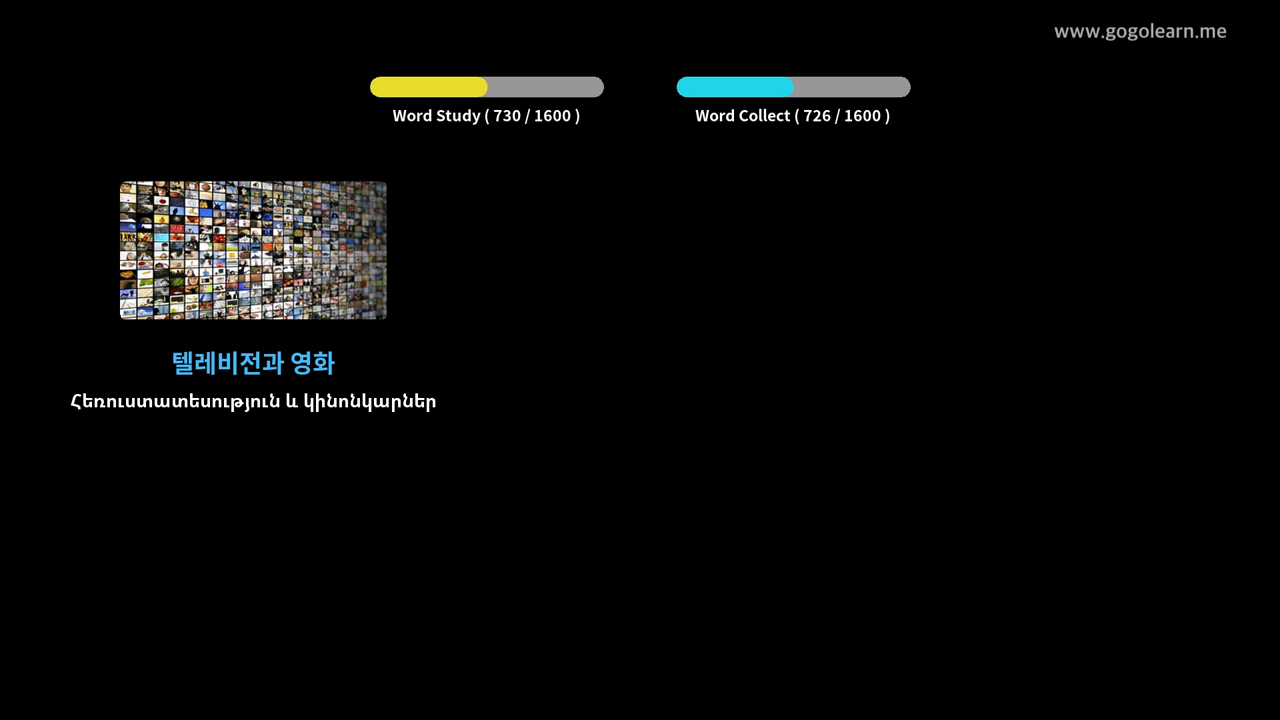 www.gogolearn.me
Word Study ( 730 / 1600 )
Word Collect ( 726 / 1600 )
텔레비전과 영화
Հեռուստատեսություն և կինոնկարներ